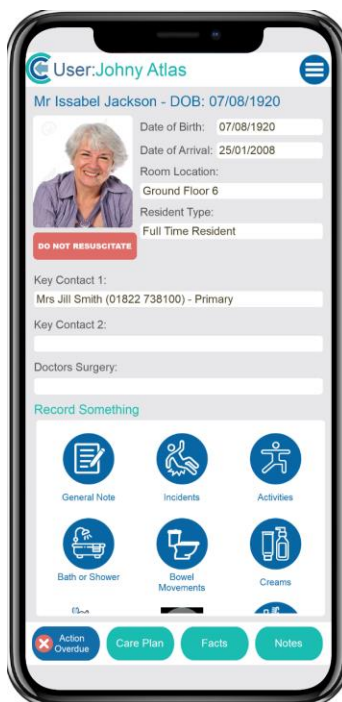 User:Johny Atlas
Mr Issabel Jackson - DOB: 07/08/1920
Date of Birth: 07/08/1920
Date of Arrival: 25/01/2008
Room Location:
Ground Floor 6
Resident Type:
Full Time Resident
DO NOT RESUSCITATE
Key Contact 1:
Mrs Jill Smith (01822 738100) - Primary
Key Contact 2:
Doctors Surgery:
Record Something
General Note
Incidents
Activities
Bath or Shower
Bowel
Movements
Creams
Action
Overdue
Care Plan
Facts
Notes